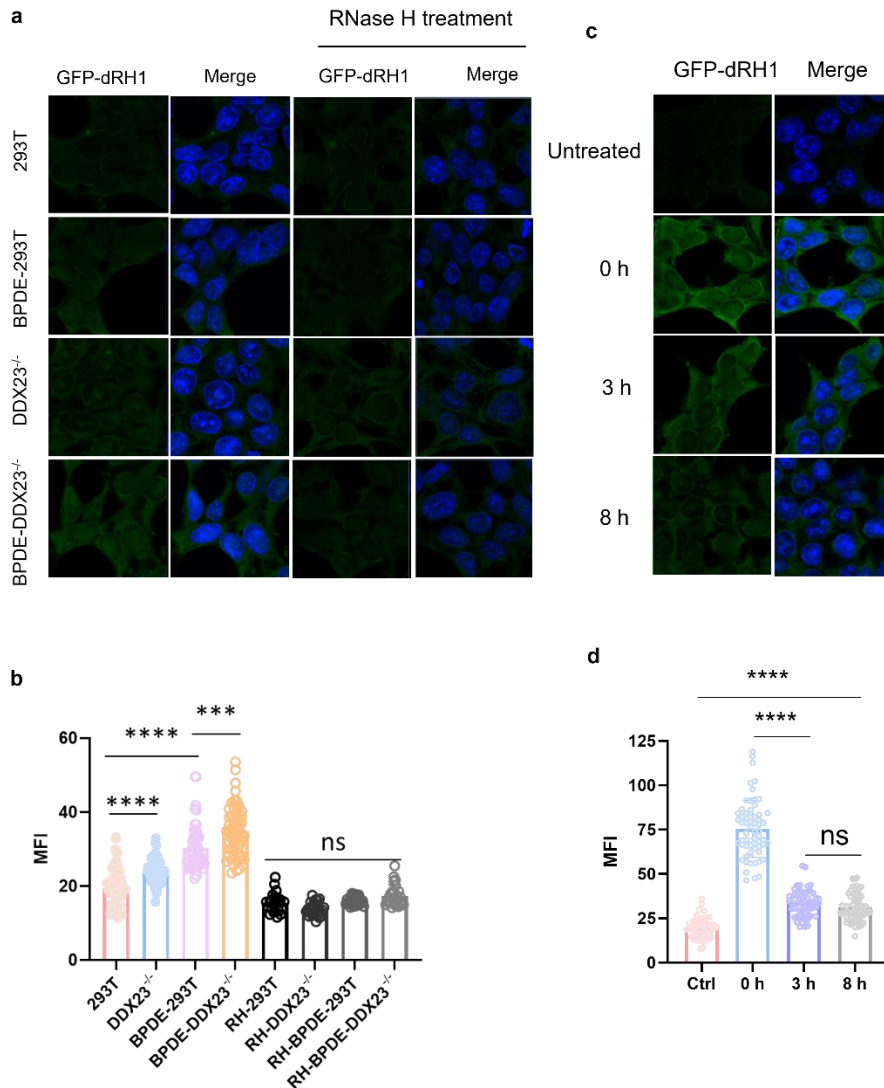 a
RNase H treatment
GFP-dRH1 Merge GFP-dRH1 Merge
293T
BPDE-293T
DDX23-/-
BPDE-DDX23-/-
c
GFP-dRH1 Merge
Untreated
0 h
3 h
8 h
b
****
****
***
ns
MFI
60
40
20
0
293T
DDX23-/-
BPDE-293T
BPDE-DDX23-/-
RH-293T
RH-DDX23-/-
RH-BPDE-293T
RH-BPDE-DDX23-/-
d
****
****
ns
MFI
125
100
75
50
25
0
Ctrl 0 h 3 h 8 h